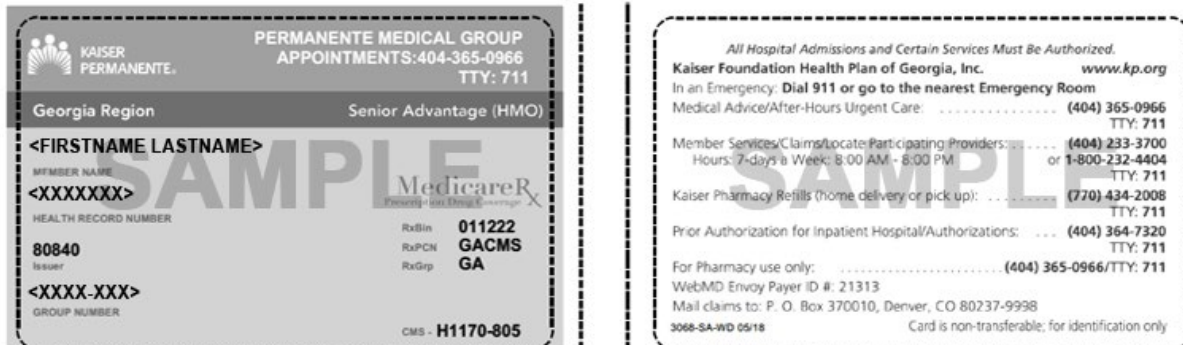 KAISER
PERMANENTE®
PERMANENTE MEDICAL GROUP
APPOINTMENTS:404-365-0966
TTY: 711
Georgia Region Senior Advantage (HMO)
<FIRSTNAME LASTNAME>
MEMBER NAME
<XXXXXXX>
HEALTH RECORD NUMBER
80840
Issuer
<XXXX-XXX>
GROUP NUMBER
SAMPLE
MedicareRx
Prescription Drug Coverage
RxBin 011222
RxPCN GACMS
RxGrp GA
CMS - H1170-805
All Hospital Admissions and Certain Services Must Be Authorized.
Kaiser Foundation Health Plan of Georgia, Inc. www.kp.org
In an Emergency: Dial 911 or go to the nearest Emergency Room
Medical Advice/After-Hours Urgent Care: .............. (404) 365-0966
TTY: 711
Member Services/Claims/Locate Participating Providers: ...... (404) 233-3700
Hours: 7-days a Week: 8:00 AM - 8:00 PM or 1-800-232-4404
TTY: 711
Kaiser Pharmacy Refills (home delivery or pick up): ......... (770) 434-2008
TTY: 711
Prior Authorization for Inpatient Hospital/Authorizations: ... (404) 364-7320
TTY: 711
For Pharmacy use only: .................... (404) 365-0966/TTY: 711
WebMD Envoy Payer ID #: 21313
Mail claims to: P. O. Box 370010, Denver, CO 80237-9998
3068-SA-WD 05/18 Card is non-transferable; for identification only
SAMPLE